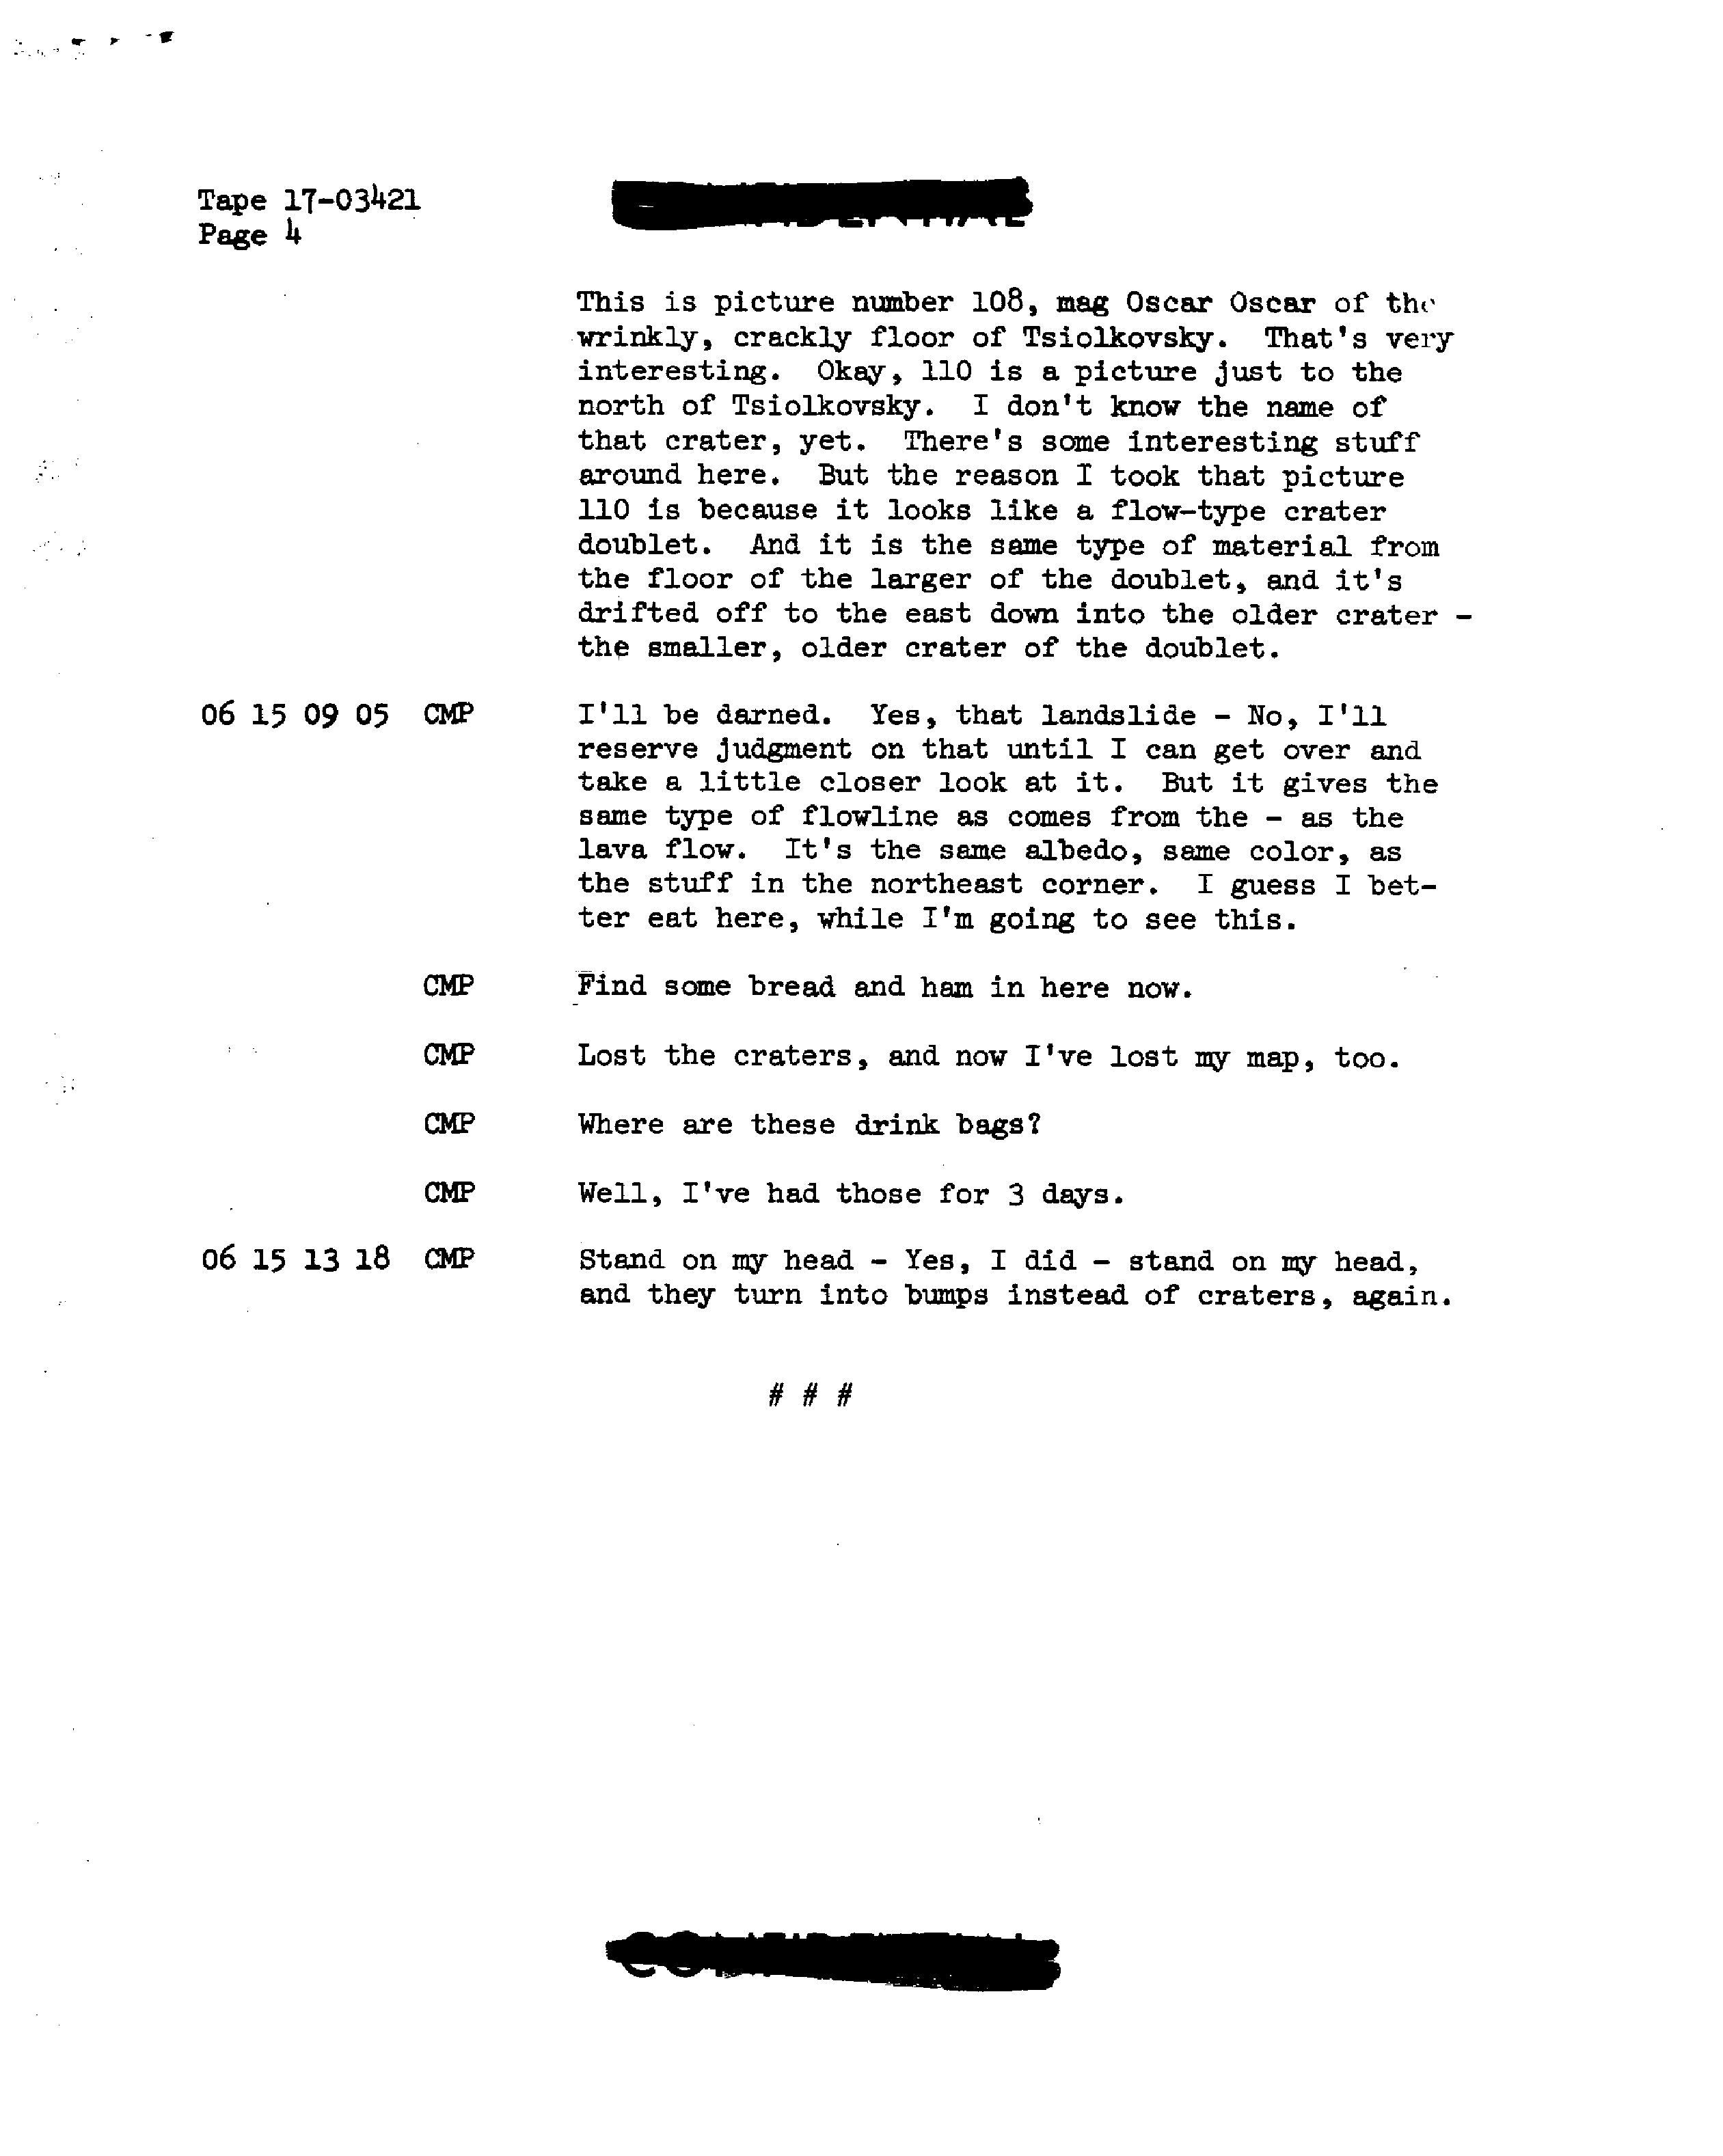 Tape 17-03421
Page 4
This is picture number 108, mag Oscar Oscar of the
wrinkly, crackly floor of Tsiolkovsky. That's very
interesting. Okay, 110 is a picture just to the
north of Tsiolkovsky. I don't know the name of
that crater, yet. There's some interesting stuff
around here. But the reason I took that picture
110 is because it looks like a flow-type crater
doublet. And it is the same type of material from
the floor of the larger of the doublet, and it's
drifted off to the east down into the older crater -
the smaller, older crater of the doublet.
06 15 09 05 CMP I'll be darned. Yes, that landslide - No, I'll
reserve judgment on that until I can get over and
take a little closer look at it. But it gives the
same type of flowline as comes from the - as the
lava flow. It's the same albedo, same color, as
the stuff in the northeast corner. I guess I bet-
ter eat here, while I'm going to see this.
CMP Find some bread and ham in here now.
CMP Lost the craters, and now I've lost my map, too.
CMP Where are these drink bags?
CMP Well, I've had those for 3 days.
06 15 13 18 CMP Stand on my head - Yes, I did - stand on my head,
and they turn into bumps instead of craters, again.
# # #